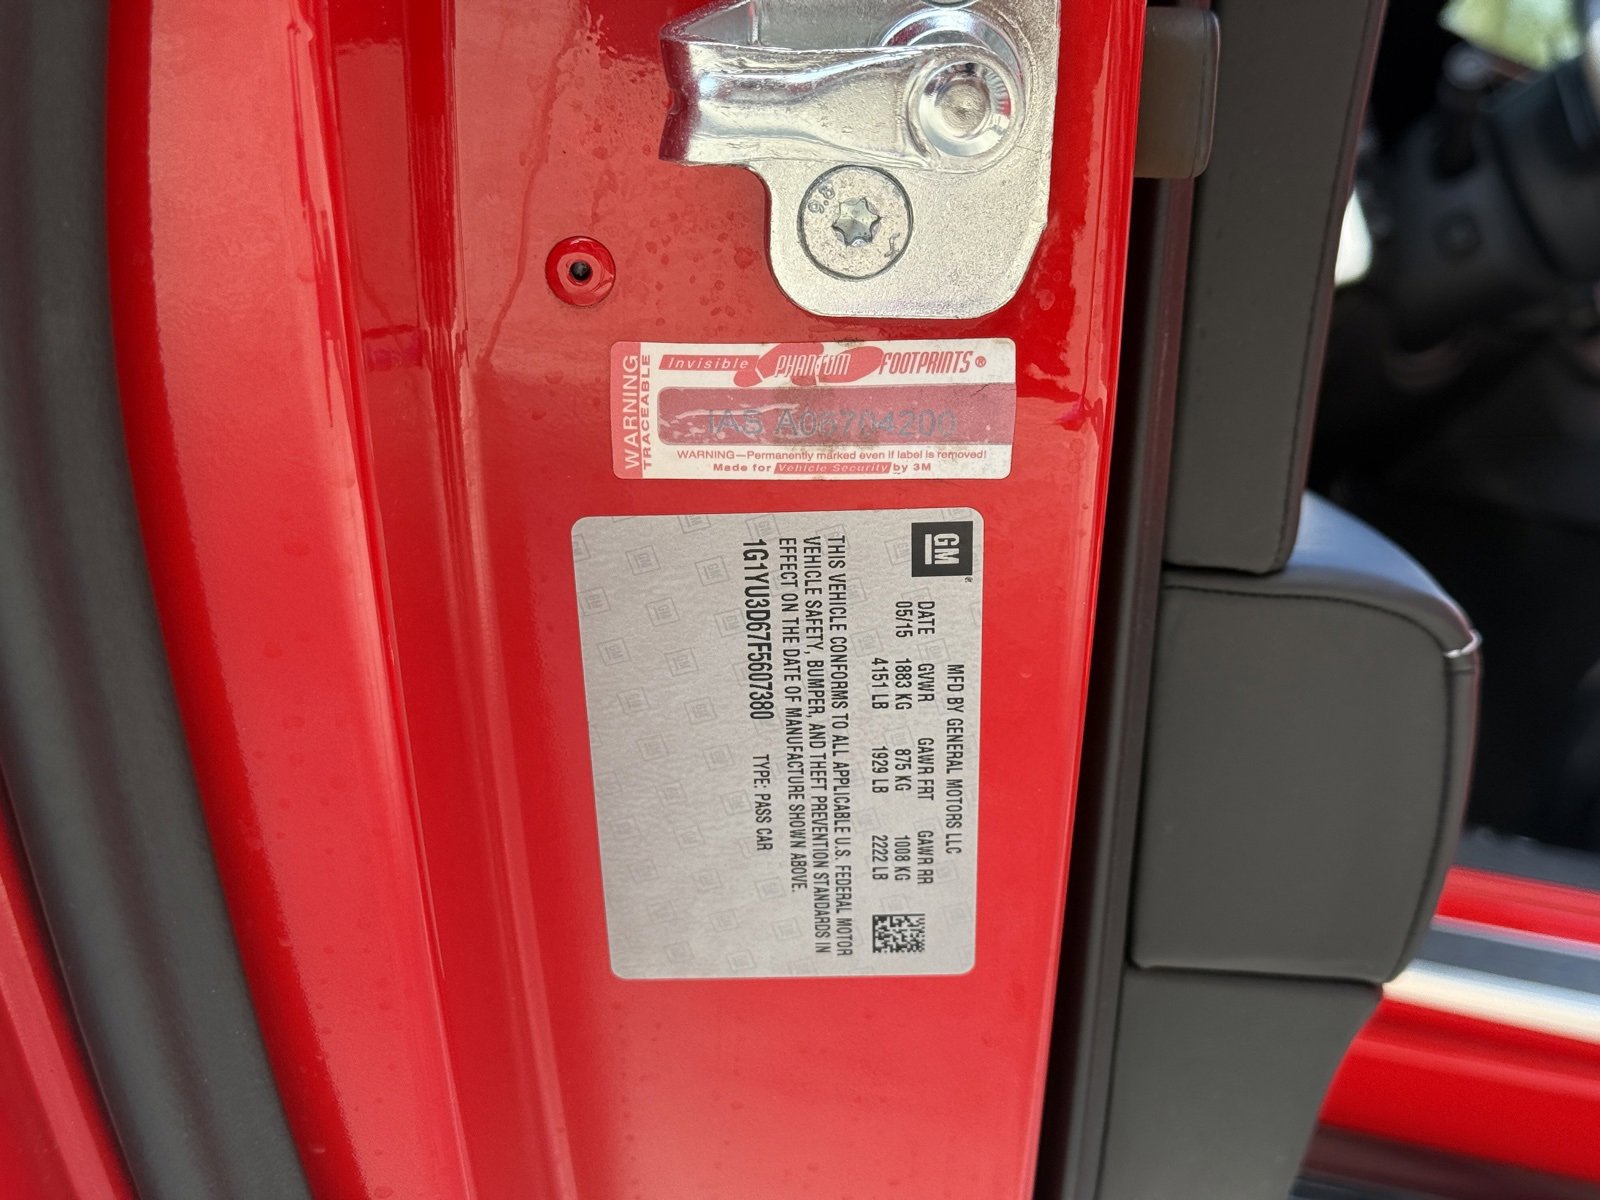 9.8
WARNING
TRACEABLE
Invisible PHANTOM FOOTPRINTS®
IAS A06704200
WARNING—Permanently marked even if label is removed!
Made for Vehicle Security by 3M
GM
MFD BY GENERAL MOTORS LLC
DATE GVWR GAWR FRT GAWR RR
05/15 1883 KG 875 KG 1008 KG
4151 LB 1929 LB 2222 LB
THIS VEHICLE CONFORMS TO ALL APPLICABLE U.S. FEDERAL MOTOR
VEHICLE SAFETY, BUMPER, AND THEFT PREVENTION STANDARDS IN
EFFECT ON THE DATE OF MANUFACTURE SHOWN ABOVE.
1G1YU3D67F5607380 TYPE: PASS CAR